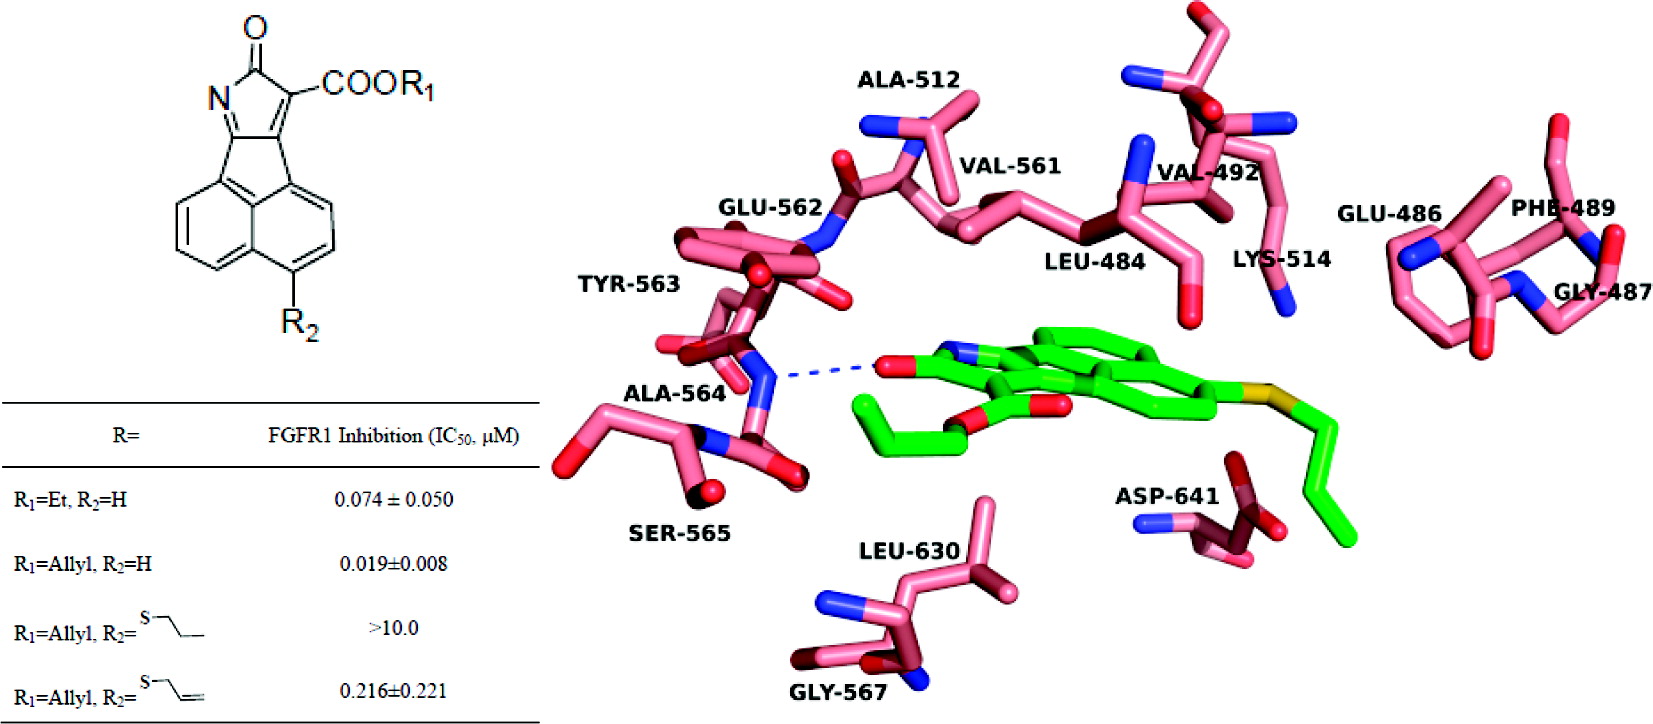 O
COOR1
N
R2
R= FGFR1 Inhibition (IC50, μM)
R1=Et, R2=H 0.074 ± 0.050
R1=Allyl, R2=H 0.019±0.008
R1=Allyl, R2= S >10.0
R1=Allyl, R2= S 0.216±0.221
ALA-512
VAL-561
VAL-492
GLU-562
GLU-486
PHE-489
LEU-484
LYS-514
TYR-563
GLY-487
ALA-564
ASP-641
SER-565
LEU-630
GLY-567